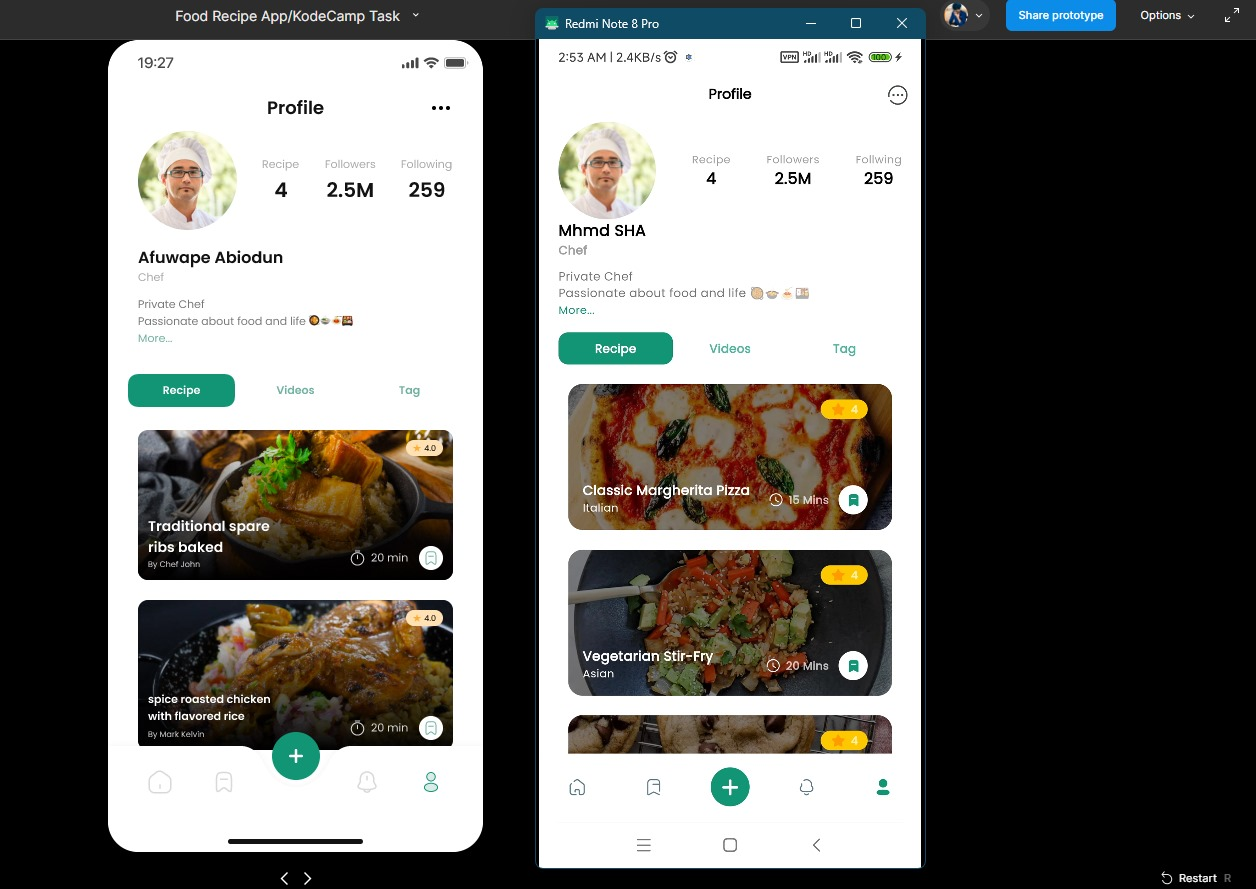 Food Recipe App/KodeCamp Task
Redmi Note 8 Pro
Share prototype
Options
19:27
Profile
Recipe Followers Following
4 2.5M 259
Afuwape Abiodun
Chef
Private Chef
Passionate about food and life
More...
Recipe Videos Tag
4.0
Traditional spare
ribs baked
By Chef John
20 min
4.0
spice roasted chicken
with flavored rice
By Mark Kelvin
20 min
2:53 AM | 2.4KB/s
VPN HD HD 100
Profile
Recipe Followers Follwing
4 2.5M 259
Mhmd SHA
Chef
Private Chef
Passionate about food and life
More...
Recipe Videos Tag
4
Classic Margherita Pizza
Italian
15 Mins
4
Vegetarian Stir-Fry
Asian
20 Mins
4
Restart R